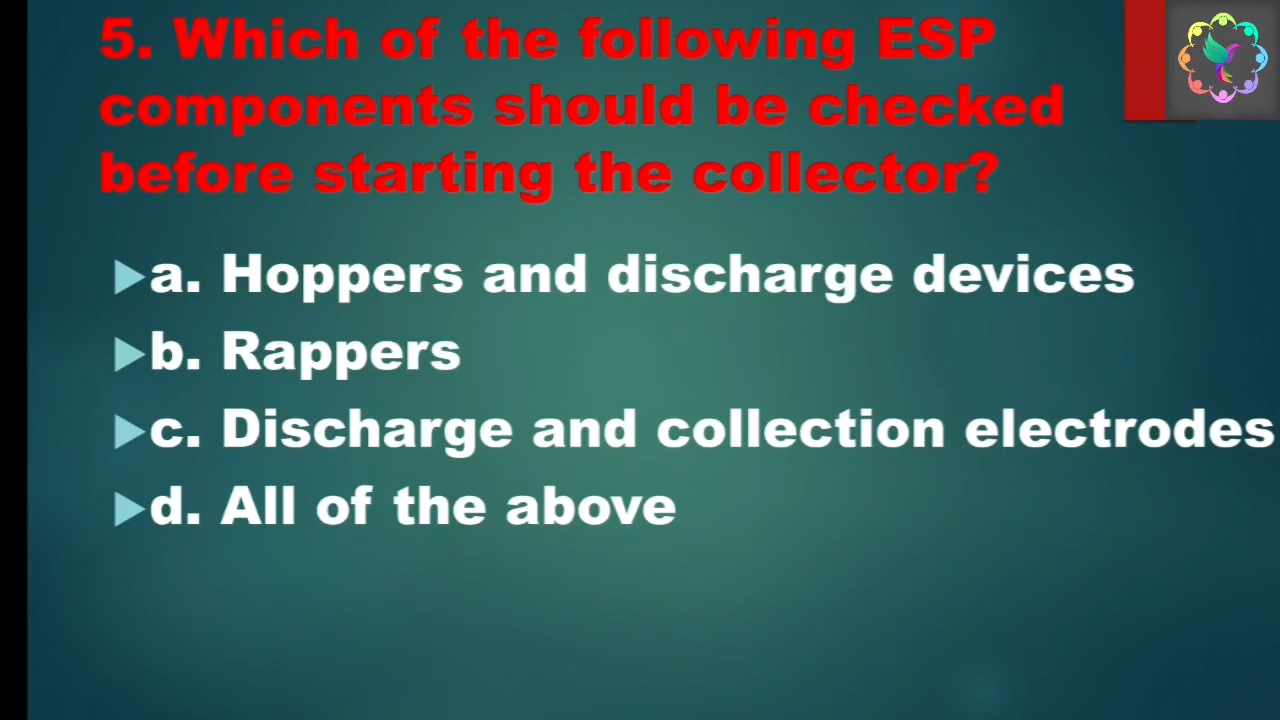 5. Which of the following ESP
components should be checked
before starting the collector?
a. Hoppers and discharge devices
b. Rappers
c. Discharge and collection electrodes
d. All of the above